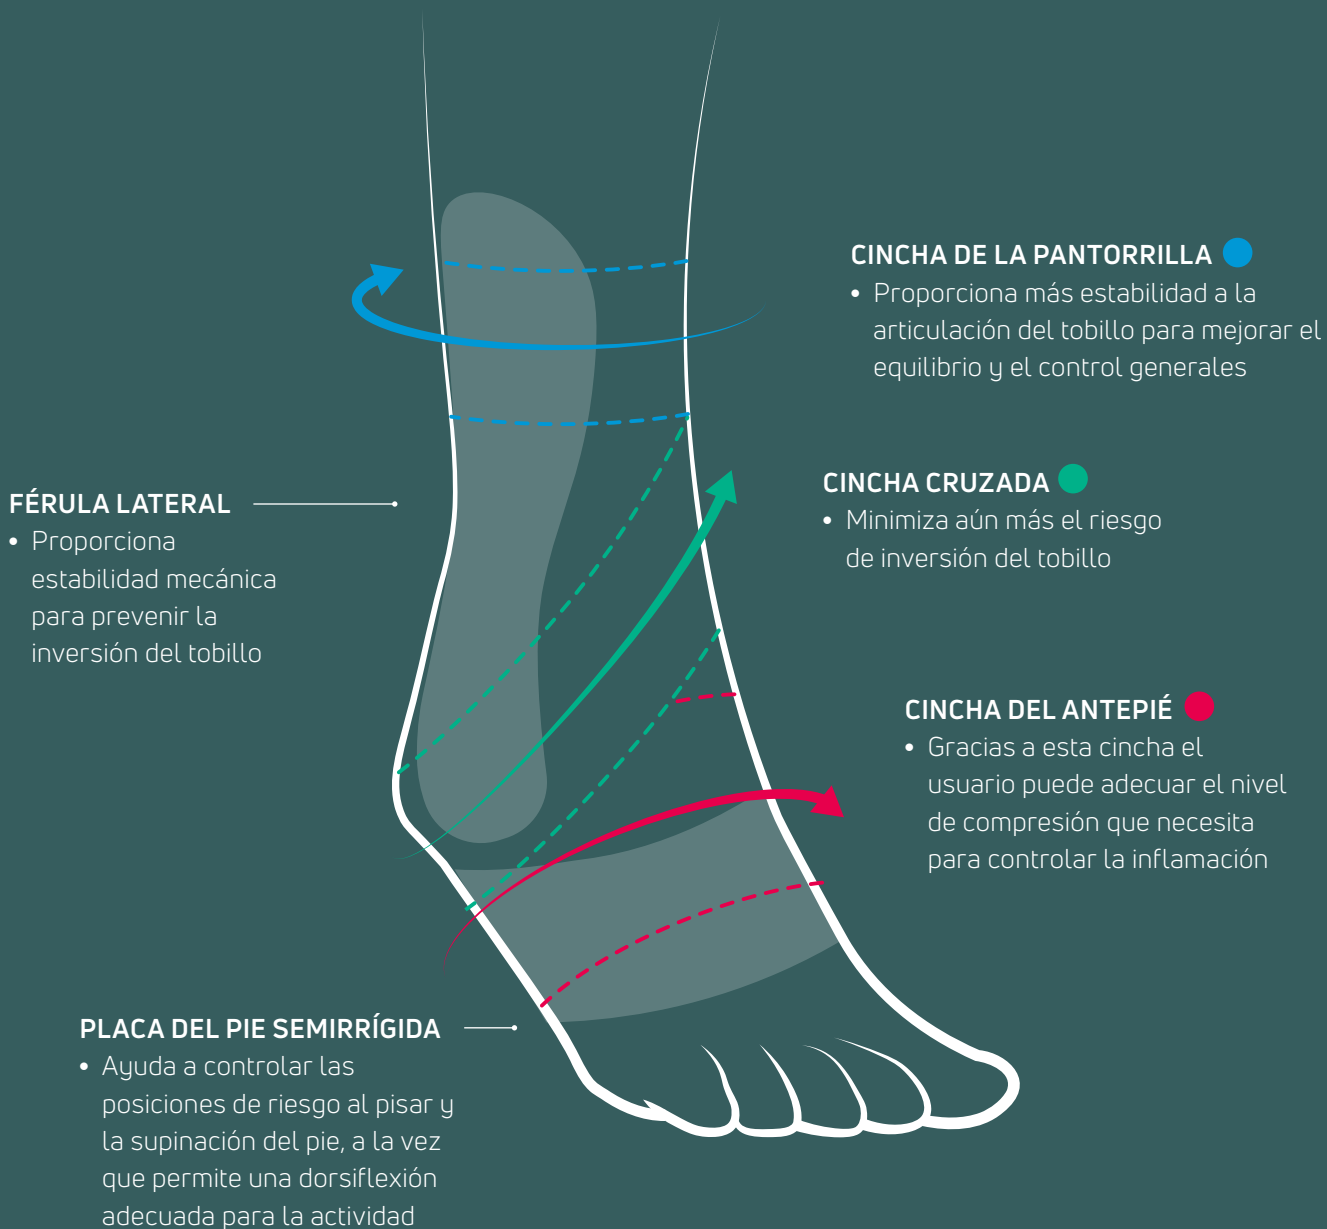 CINCHA DE LA PANTORRILLA
• Proporciona más estabilidad a la
articulación del tobillo para mejorar el
equilibrio y el control generales
FÉRULA LATERAL
• Proporciona
estabilidad mecánica
para prevenir la
inversión del tobillo
CINCHA CRUZADA
• Minimiza aún más el riesgo
de inversión del tobillo
CINCHA DEL ANTEPIÉ
• Gracias a esta cincha el
usuario puede adecuar el nivel
de compresión que necesita
para controlar la inflamación
PLACA DEL PIE SEMIRRÍGIDA
• Ayuda a controlar las
posiciones de riesgo al pisar y
la supinación del pie, a la vez
que permite una dorsiflexión
adecuada para la actividad